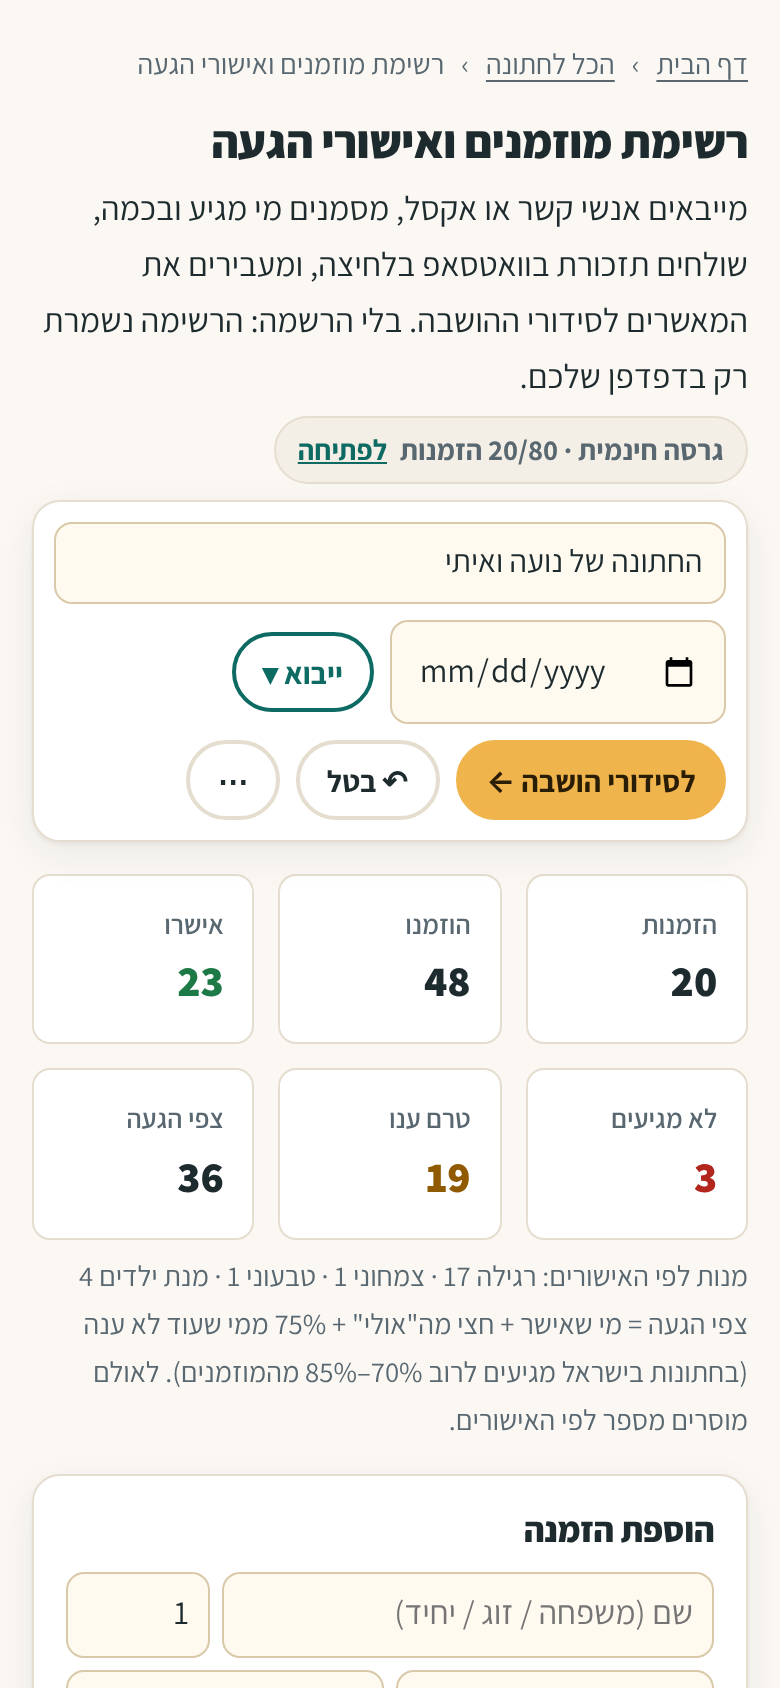 דף הבית › הכל לחתונה › רשימת מוזמנים ואישורי הגעה
רשימת מוזמנים ואישורי הגעה
מייבאים אנשי קשר או אקסל, מסמנים מי מגיע ובכמה,
שולחים תזכורת בוואטסאפ בלחיצה, ומעבירים את
המאשרים לסידורי ההושבה. בלי הרשמה: הרשימה נשמרת
רק בדפדפן שלכם.
גרסה חינמית · 20/80 הזמנות לפתיחה
החתונה של נועה ואיתי
mm/dd/yyyy
ייבוא ▾
לסידורי הושבה ←
↶ בטל
⋯
הזמנות
20
הוזמנו
48
אישרו
23
לא מגיעים
3
טרם ענו
19
צפי הגעה
36
מנות לפי האישורים: רגילה 17 · צמחוני 1 · טבעוני 1 · מנת ילדים 4
צפי הגעה = מי שאישר + חצי מה"אולי" + 75% ממי שעוד לא ענה
(בחתונות בישראל מגיעים לרוב 70%–85% מהמוזמנים). לאולם
מוסרים מספר לפי האישורים.
הוספת הזמנה
שם (משפחה / זוג / יחיד)
1